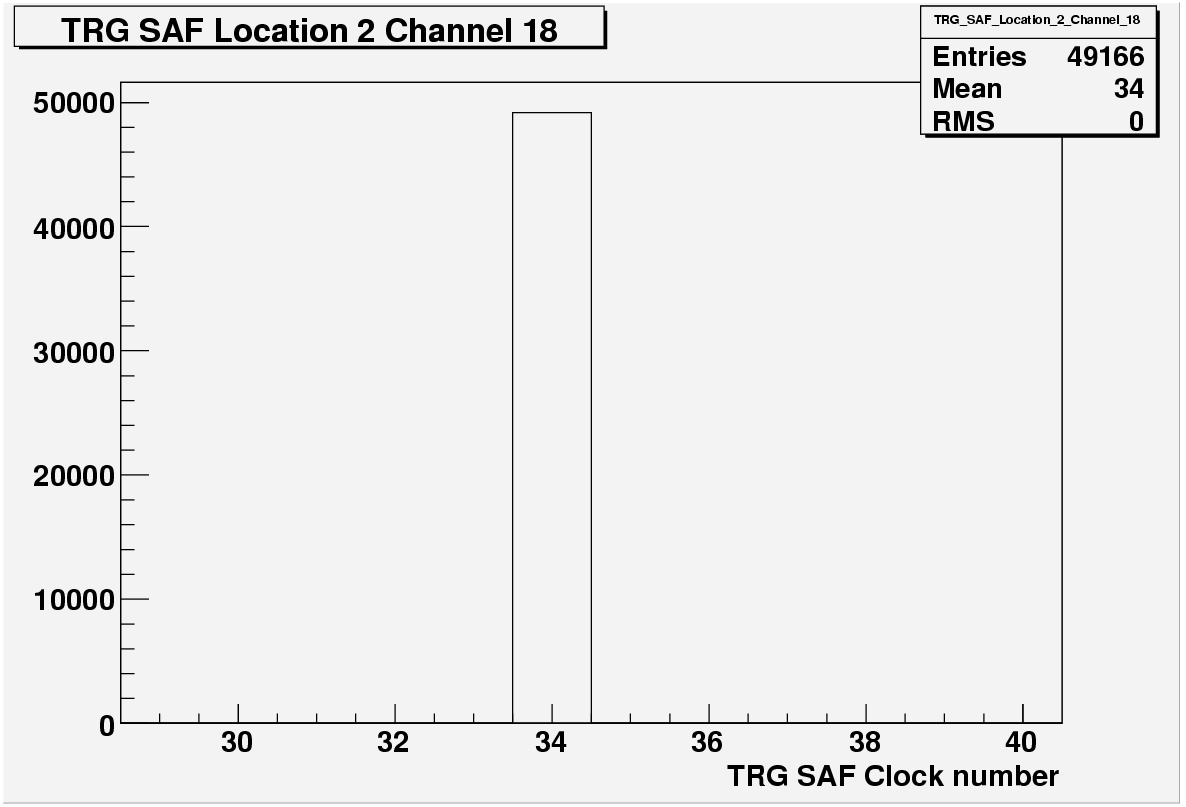 TRG SAF Location 2 Channel 18
TRG_SAF_Location_2_Channel_18
Entries 49166
Mean 34
RMS 0
50000
40000
30000
20000
10000
0
30 32 34 36 38 40
TRG SAF Clock number